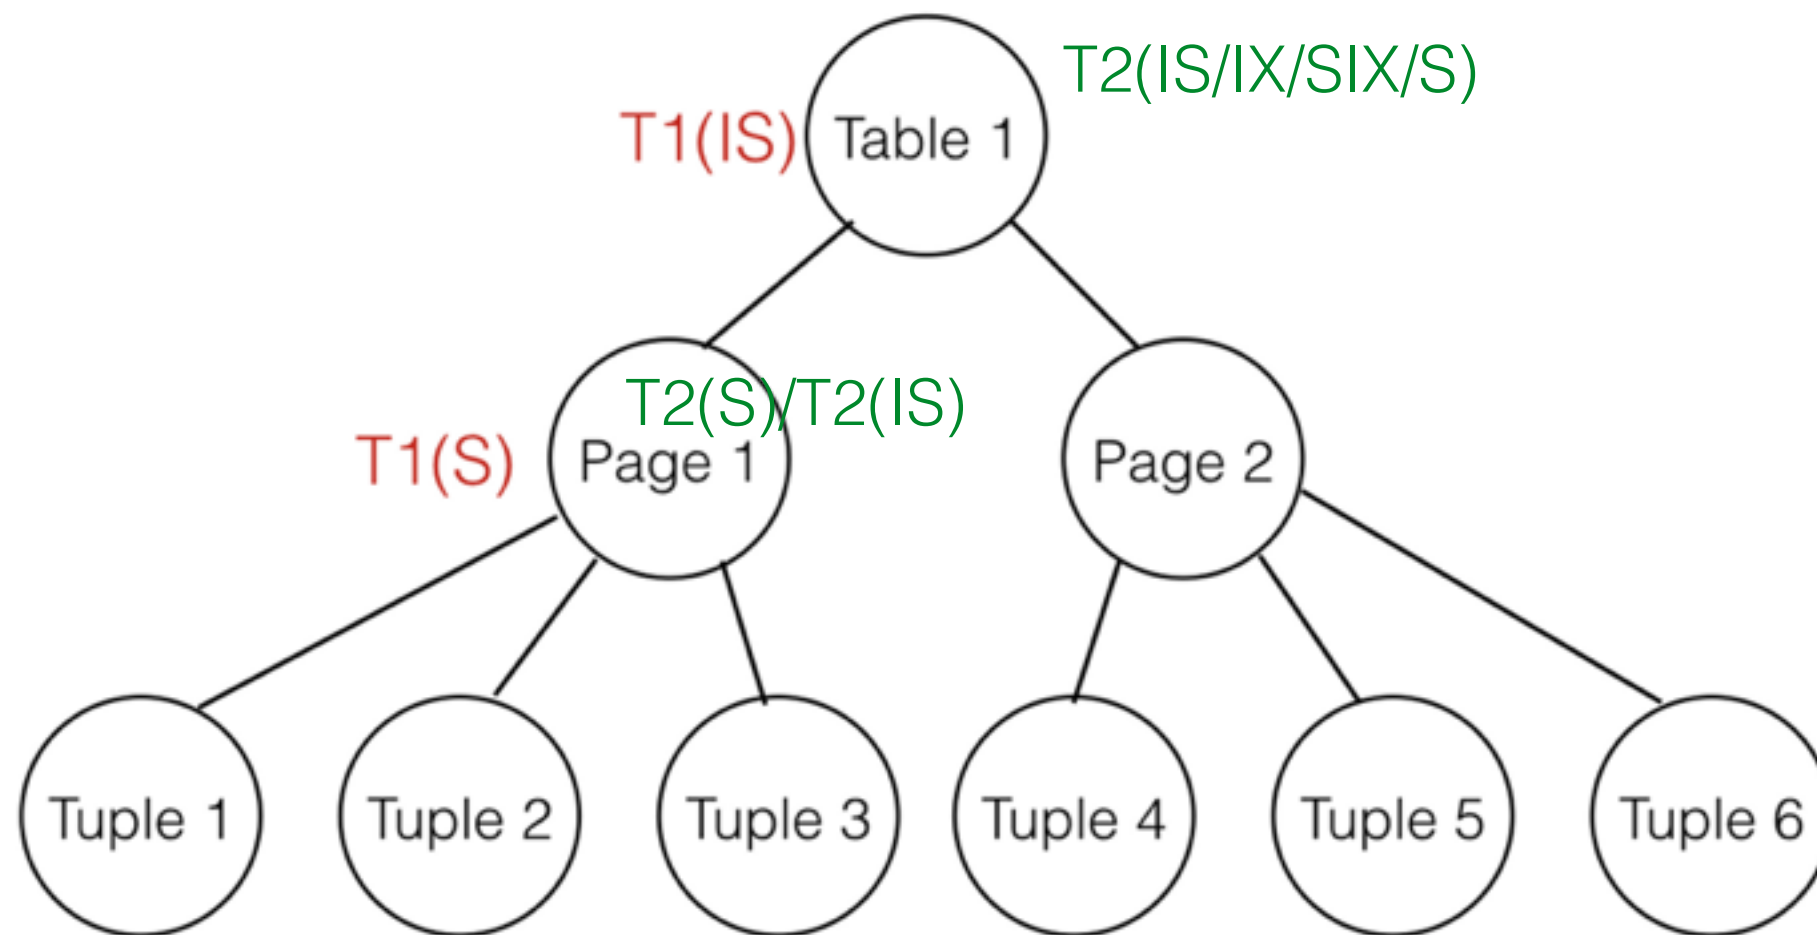 T2(IS/IX/SIX/S)
T1(IS)
Table 1
T2(S)/T2(IS)
T1(S)
Page 1
Page 2
Tuple 1
Tuple 2
Tuple 3
Tuple 4
Tuple 5
Tuple 6